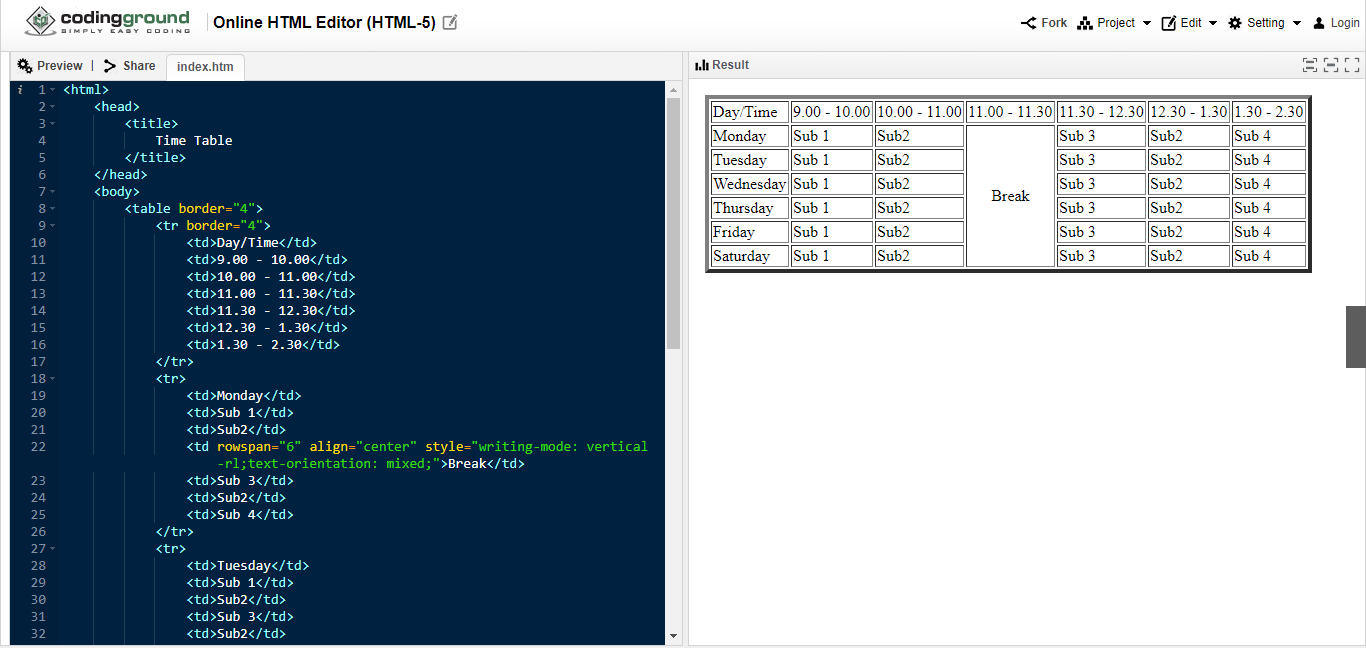 codingground
SIMPLY EASY CODING
Online HTML Editor (HTML-5)
Fork Project Edit Setting Login
Preview | Share index.htm
i 1 <html>
2 <head>
3 <title>
4 Time Table
5 </title>
6 </head>
7 <body>
8 <table border="4">
9 <tr border="4">
10 <td>Day/Time</td>
11 <td>9.00 - 10.00</td>
12 <td>10.00 - 11.00</td>
13 <td>11.00 - 11.30</td>
14 <td>11.30 - 12.30</td>
15 <td>12.30 - 1.30</td>
16 <td>1.30 - 2.30</td>
17 </tr>
18 <tr>
19 <td>Monday</td>
20 <td>Sub 1</td>
21 <td>Sub2</td>
22 <td rowspan="6" align="center" style="writing-mode: vertical
-rl;text-orientation: mixed;">Break</td>
23 <td>Sub 3</td>
24 <td>Sub2</td>
25 <td>Sub 4</td>
26 </tr>
27 <tr>
28 <td>Tuesday</td>
29 <td>Sub 1</td>
30 <td>Sub2</td>
31 <td>Sub 3</td>
32 <td>Sub2</td>
Result
Day/Time 9.00 - 10.00 10.00 - 11.00 11.00 - 11.30 11.30 - 12.30 12.30 - 1.30 1.30 - 2.30
Monday Sub 1 Sub2 Sub 3 Sub2 Sub 4
Tuesday Sub 1 Sub2 Sub 3 Sub2 Sub 4
Wednesday Sub 1 Sub2 Sub 3 Sub2 Sub 4
Break
Thursday Sub 1 Sub2 Sub 3 Sub2 Sub 4
Friday Sub 1 Sub2 Sub 3 Sub2 Sub 4
Saturday Sub 1 Sub2 Sub 3 Sub2 Sub 4